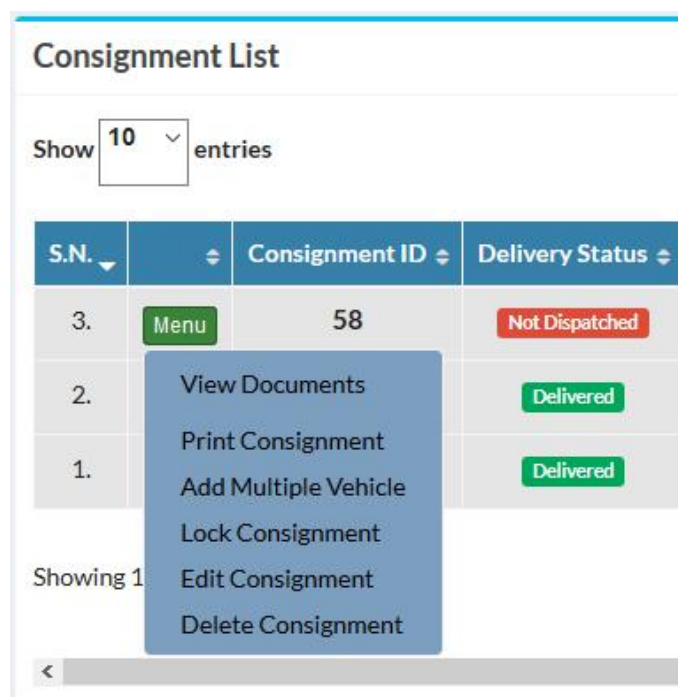 Consignment List
Show 10 entries
S.N. Consignment ID Delivery Status
3. Menu 58 Not Dispatched
View Documents
2. Delivered
Print Consignment
Add Multiple Vehicle
1. Delivered
Lock Consignment
Showing 1
Edit Consignment
Delete Consignment